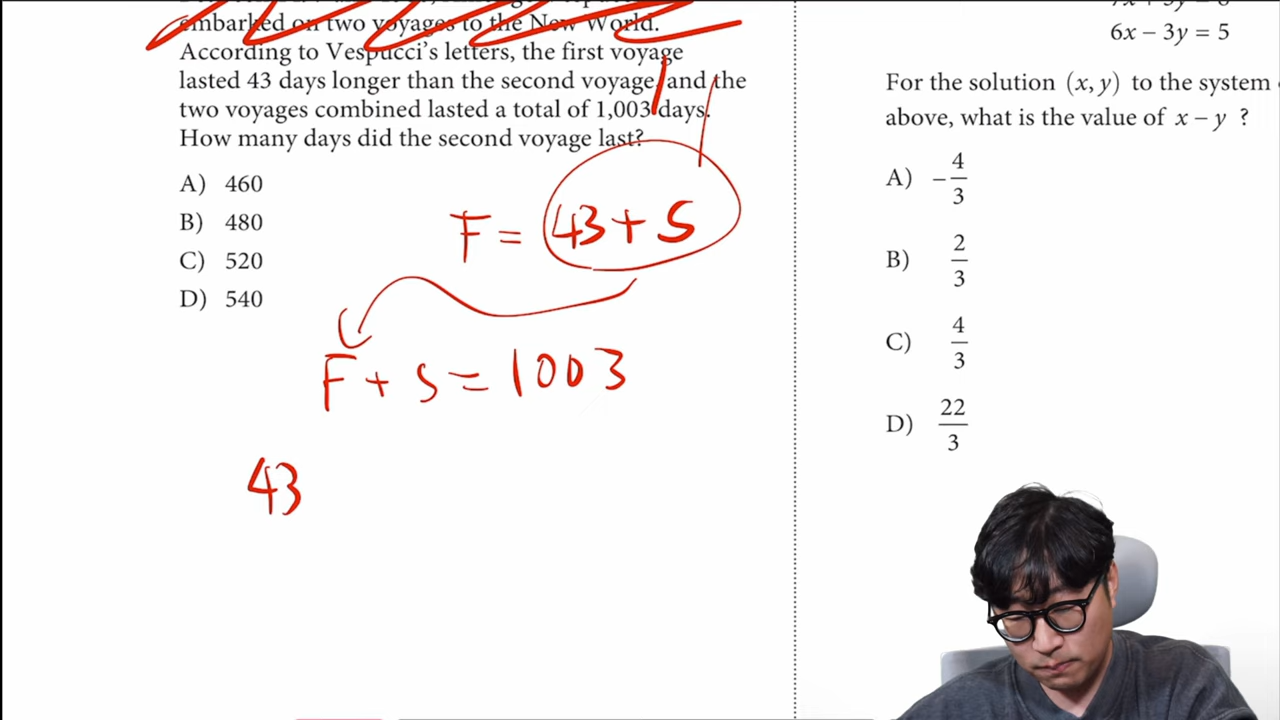 embarked on two voyages to the New World.
According to Vespucci's letters, the first voyage
lasted 43 days longer than the second voyage, and the
two voyages combined lasted a total of 1,003 days.
How many days did the second voyage last?
A) 460
B) 480
C) 520
D) 540
F = 43 + S
F + S = 1003
43
6x − 3y = 5
For the solution (x, y) to the system
above, what is the value of x − y ?
A) −4/3
B) 2/3
C) 4/3
D) 22/3